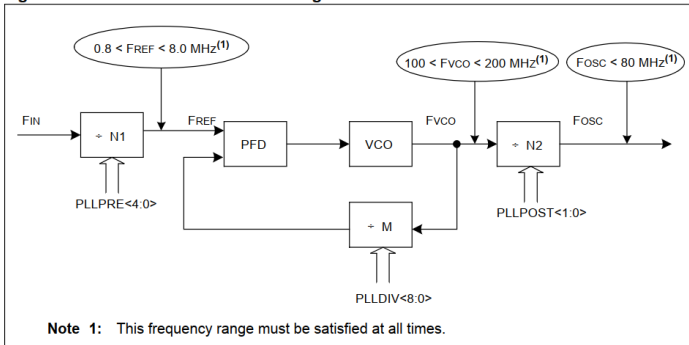 0.8 < FREF < 8.0 MHz(1)
100 < FVCO < 200 MHz(1)
FOSC < 80 MHz(1)
FIN
÷ N1
FREF
PFD
VCO
FVCO
÷ N2
FOSC
PLLPRE<4:0>
PLLPOST<1:0>
÷ M
PLLDIV<8:0>
Note 1: This frequency range must be satisfied at all times.